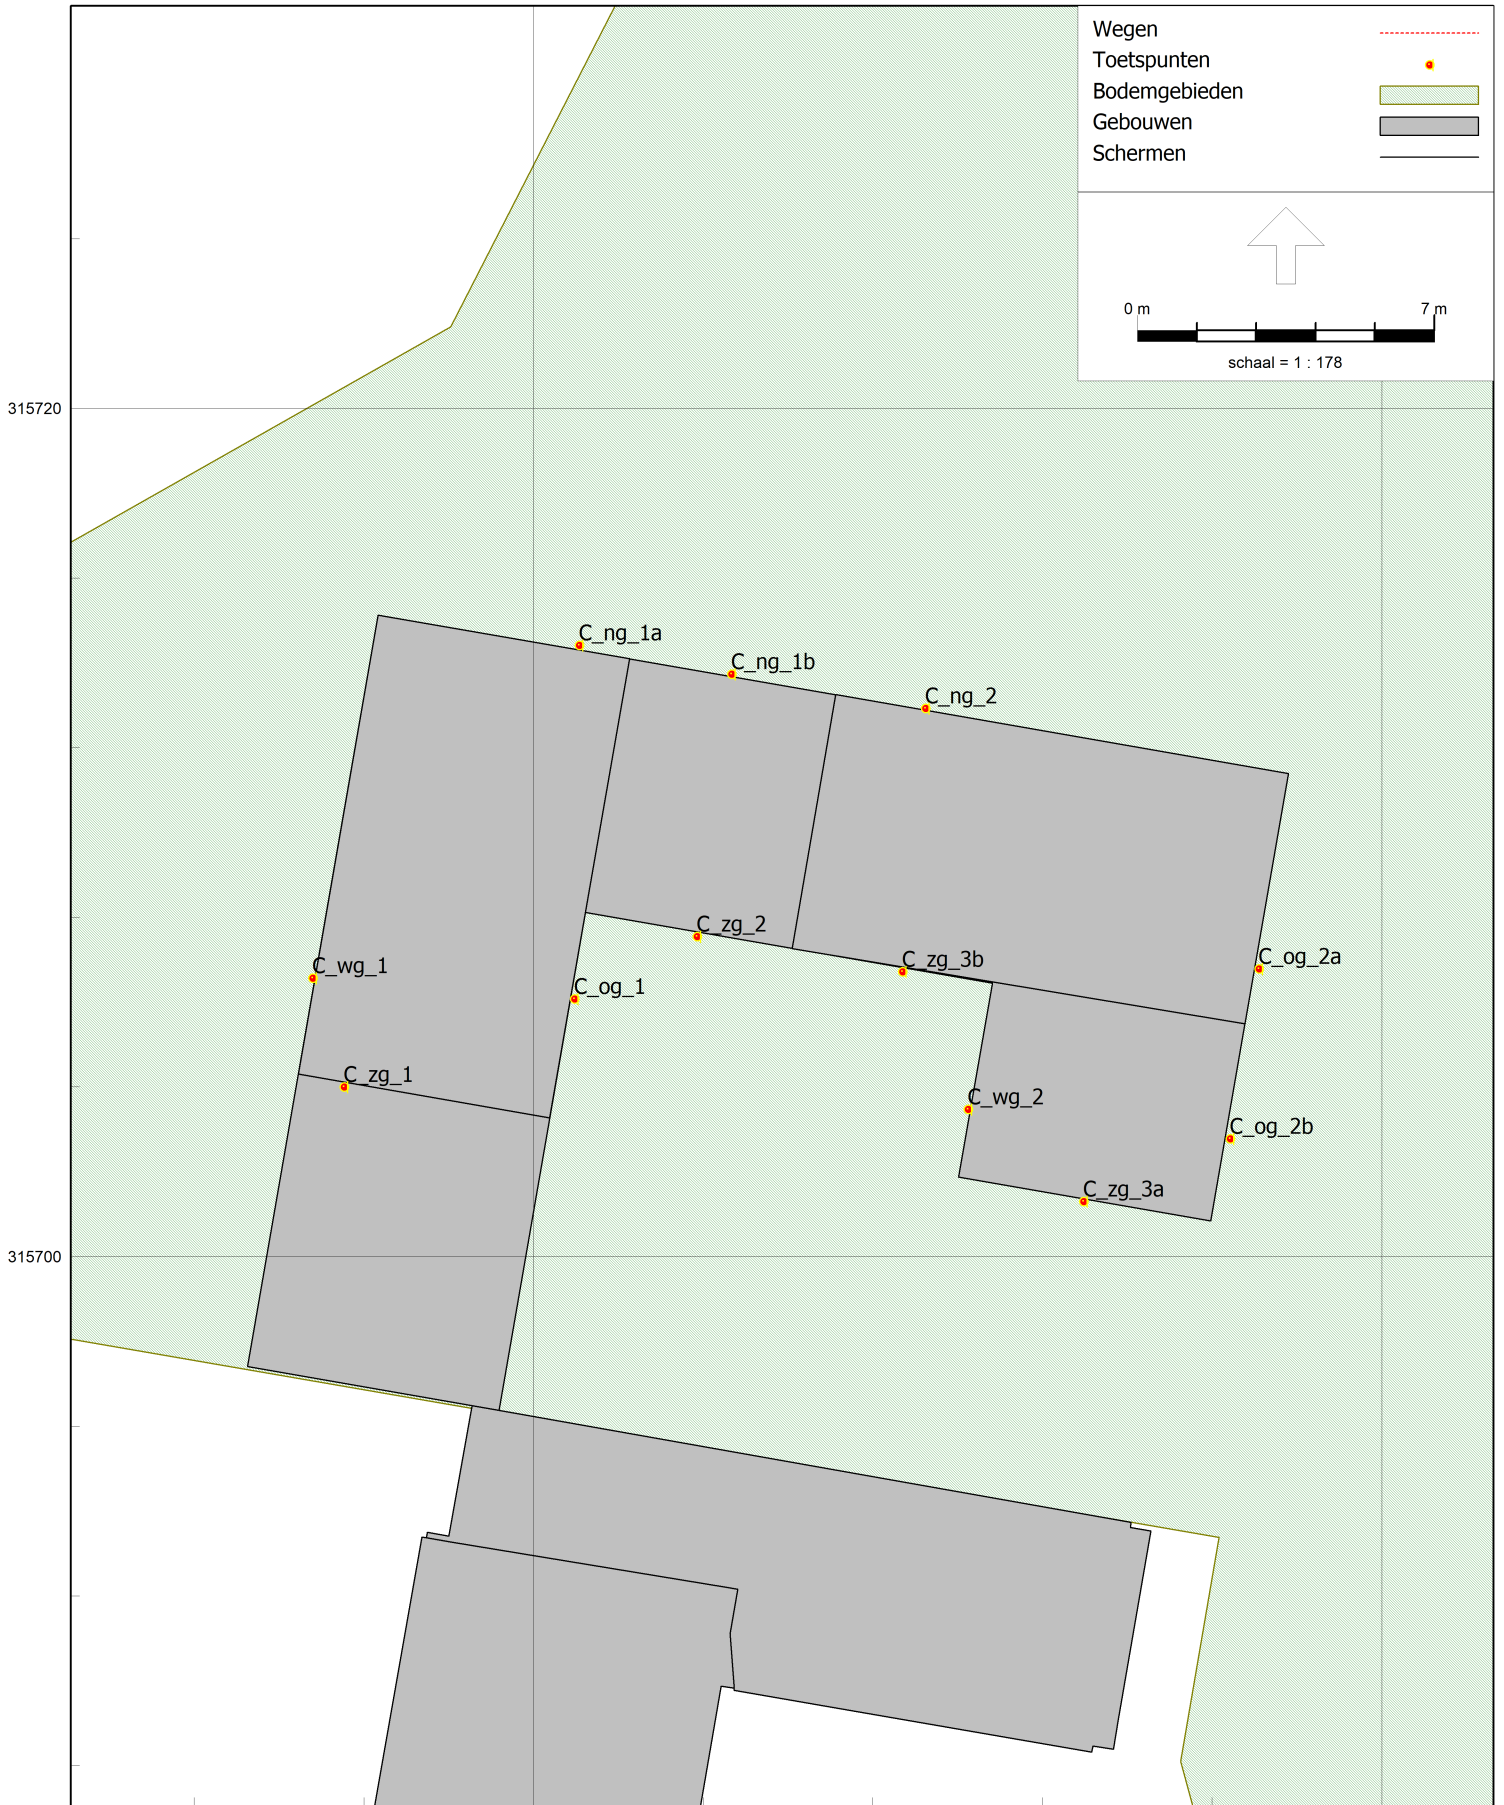 Wegen
Toetspunten
Bodemgebieden
Gebouwen
Schermen
0 m 7 m
schaal = 1 : 178
315720
C_ng_1a
C_ng_1b
C_ng_2
C_zg_2
C_zg_3b
C_og_2a
C_wg_1
C_og_1
C_zg_1
C_wg_2
C_og_2b
C_zg_3a
315700